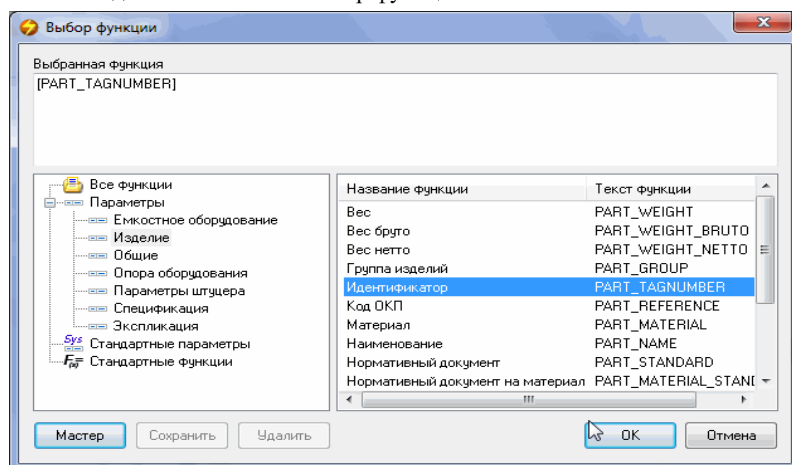 Выбор функции
Выбранная функция
[PART_TAGNUMBER]
Все функции
Параметры
Емкостное оборудование
Изделие
Общие
Опора оборудования
Параметры штуцера
Спецификация
Экспликация
Sys Стандартные параметры
F(x)= Стандартные функции
Название функции Текст функции
Вес PART_WEIGHT
Вес бруто PART_WEIGHT_BRUTO
Вес нетто PART_WEIGHT_NETTO
Группа изделий PART_GROUP
Идентификатор PART_TAGNUMBER
Код ОКП PART_REFERENCE
Материал PART_MATERIAL
Наименование PART_NAME
Нормативный документ PART_STANDARD
Нормативный документ на материал PART_MATERIAL_STAN
Мастер Сохранить Удалить OK Отмена